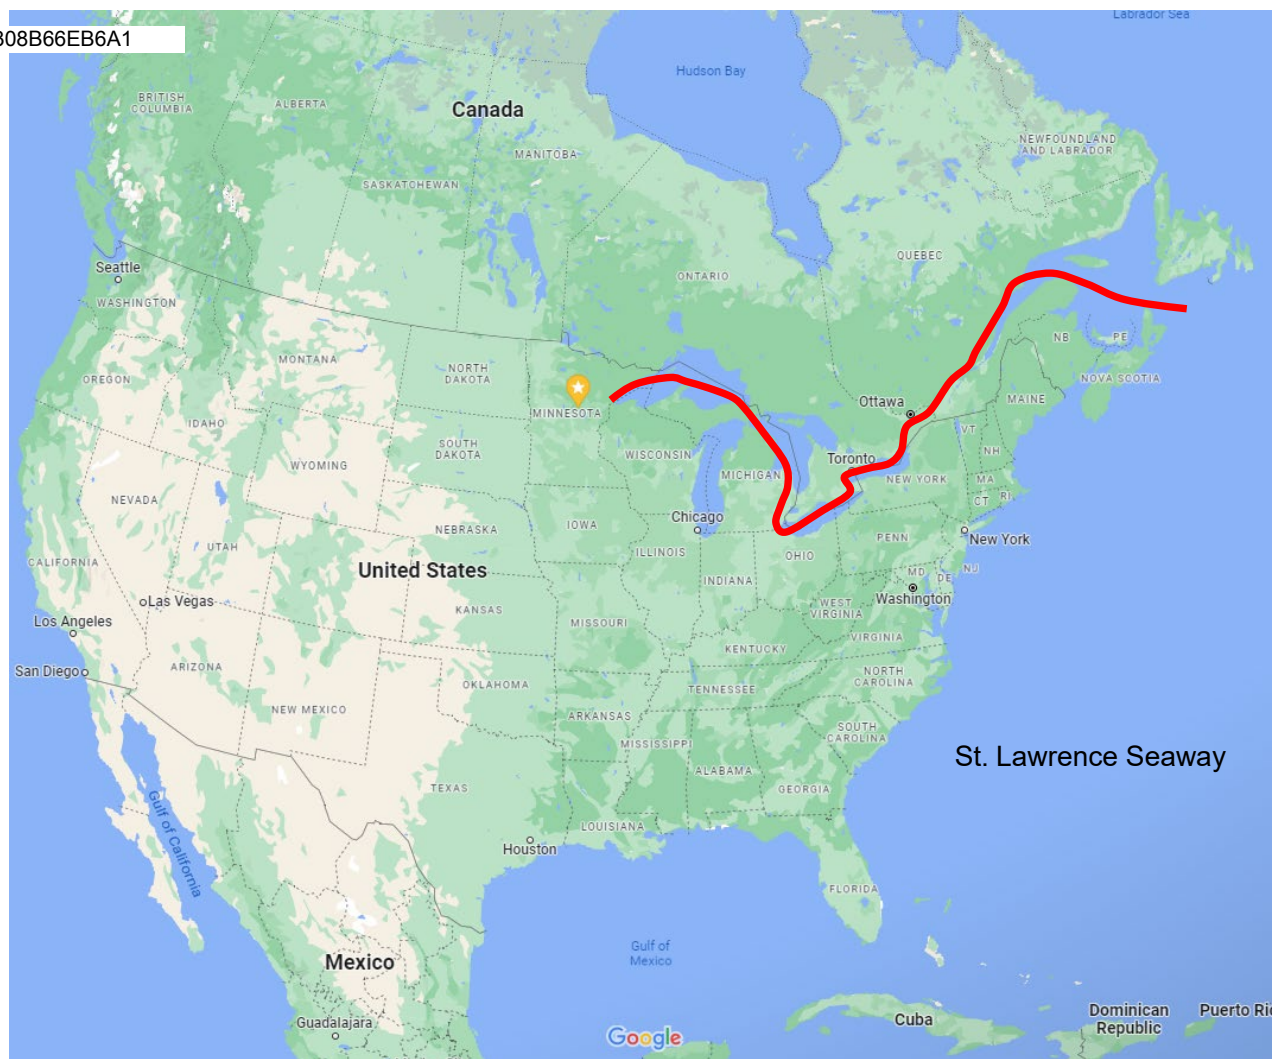 Labrador Sea
308B66EB6A1
Hudson Bay
BRITISH
COLUMBIA
ALBERTA
Canada
MANITOBA
NEWFOUNDLAND
AND LABRADOR
SASKATCHEWAN
QUEBEC
ONTARIO
Seattle
WASHINGTON
NB
PE
MONTANA
NORTH
DAKOTA
OREGON
NOVA SCOTIA
MAINE
Ottawa
MINNESOTA
IDAHO
VT
SOUTH
DAKOTA
NH
WISCONSIN
Toronto
WYOMING
MICHIGAN
NEW YORK
MA
CT
RI
NEVADA
Chicago
IOWA
NEBRASKA
PENN
New York
UTAH
ILLINOIS
OHIO
CALIFORNIA
United States
INDIANA
MD
DE
NJ
Las Vegas
Washington
KANSAS
WEST
VIRGINIA
Los Angeles
MISSOURI
VIRGINIA
KENTUCKY
San Diego
ARIZONA
NORTH
CAROLINA
OKLAHOMA
TENNESSEE
NEW MEXICO
ARKANSAS
SOUTH
CAROLINA
MISSISSIPPI
St. Lawrence Seaway
ALABAMA
TEXAS
GEORGIA
Gulf of California
LOUISIANA
Houston
FLORIDA
Gulf of
Mexico
Mexico
Guadalajara
Google
Cuba
Dominican
Republic
Puerto Ric